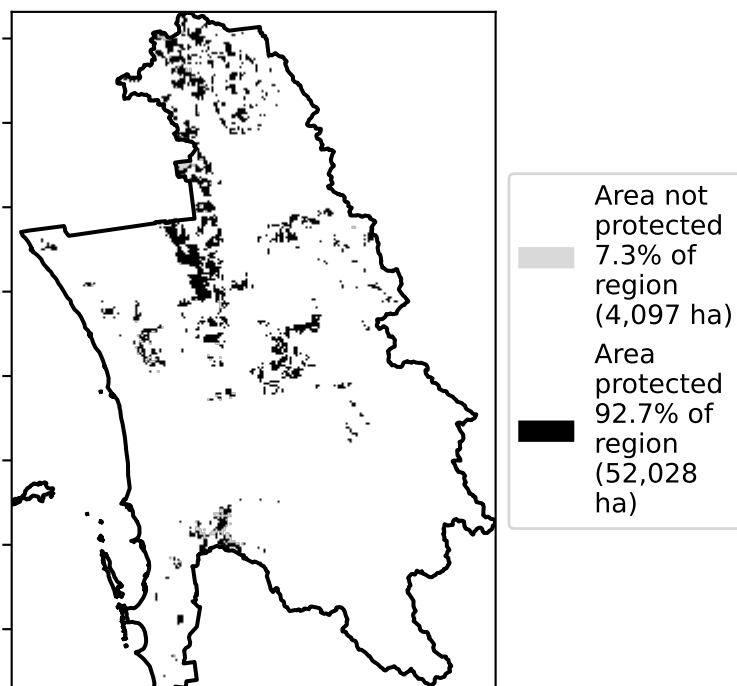 Area not
protected
7.3% of
region
(4,097 ha)
Area
protected
92.7% of
region
(52,028
ha)